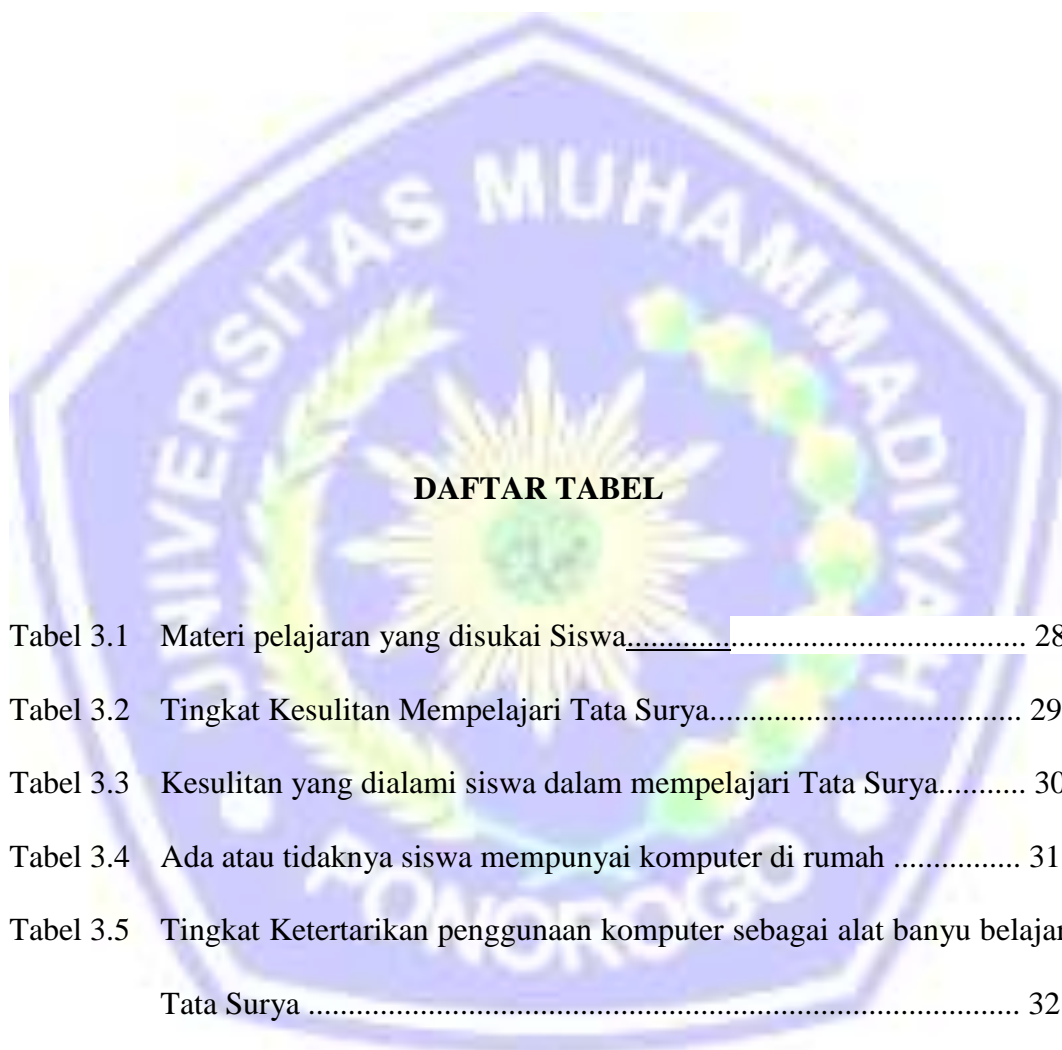 UNIVERSITAS MUHAMMADIYAH
DAFTAR TABEL
Tabel 3.1 Materi pelajaran yang disukai Siswa.................................................. 28
Tabel 3.2 Tingkat Kesulitan Mempelajari Tata Surya....................................... 29
Tabel 3.3 Kesulitan yang dialami siswa dalam mempelajari Tata Surya........... 30
Tabel 3.4 Ada atau tidaknya siswa mempunyai komputer di rumah ................ 31
Tabel 3.5 Tingkat Ketertarikan penggunaan komputer sebagai alat banyu belajar
Tata Surya ......................................................................................... 32
PONOROGO